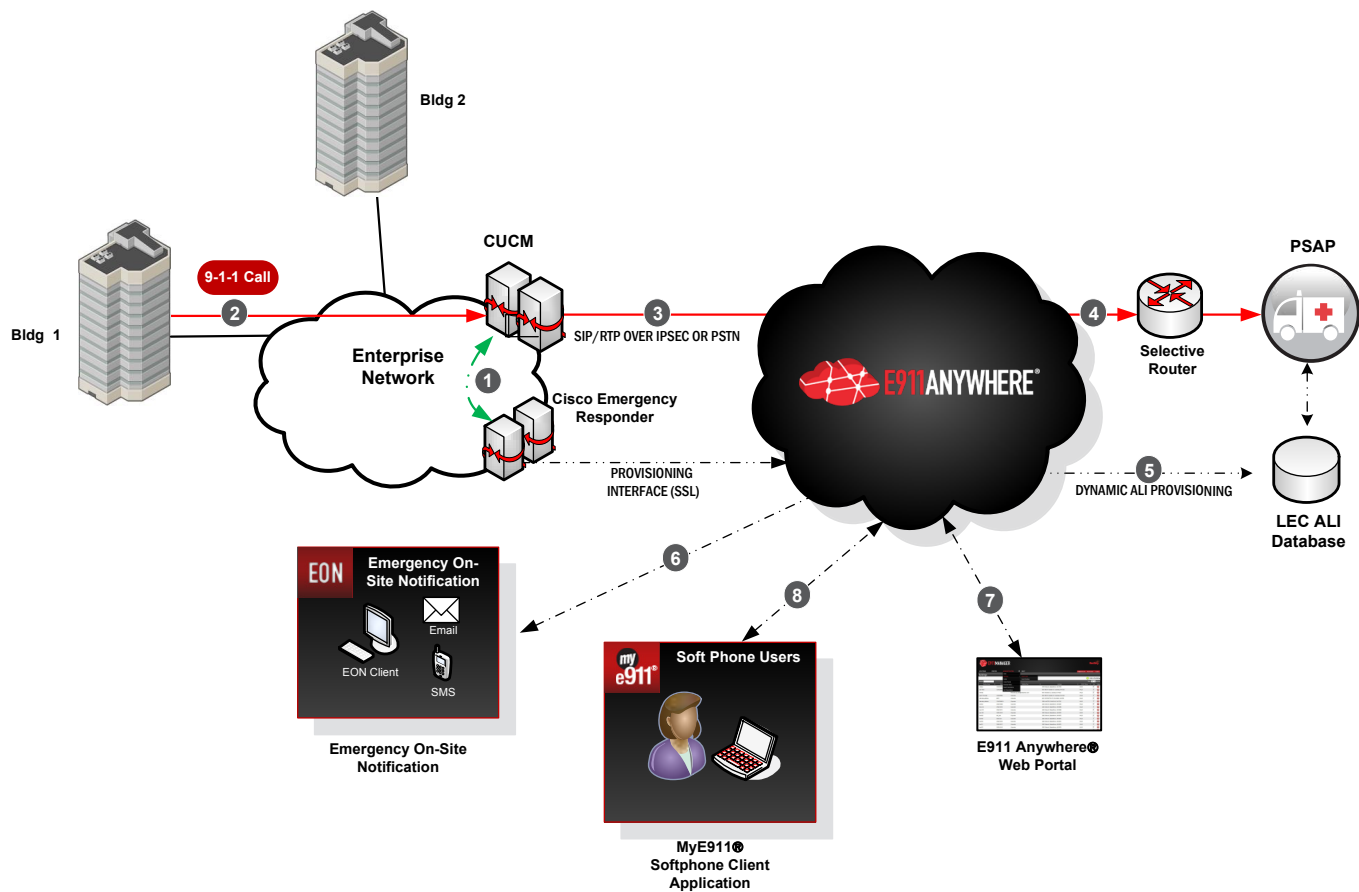 Bldg 2
CUCM
PSAP
9-1-1 Call
2
3
4
Bldg 1
SIP/RTP OVER IPSEC OR PSTN
Enterprise
Network
Selective
Router
1
E911ANYWHERE®
Cisco Emergency
Responder
PROVISIONING
INTERFACE (SSL)
5
DYNAMIC ALI PROVISIONING
LEC ALI
Database
6
8
7
EON
Emergency On-
Site Notification
Email
EON Client
SMS
Emergency On-Site
Notification
my
e911®
Soft Phone Users
MyE911®
Softphone Client
Application
E911 Anywhere®
Web Portal